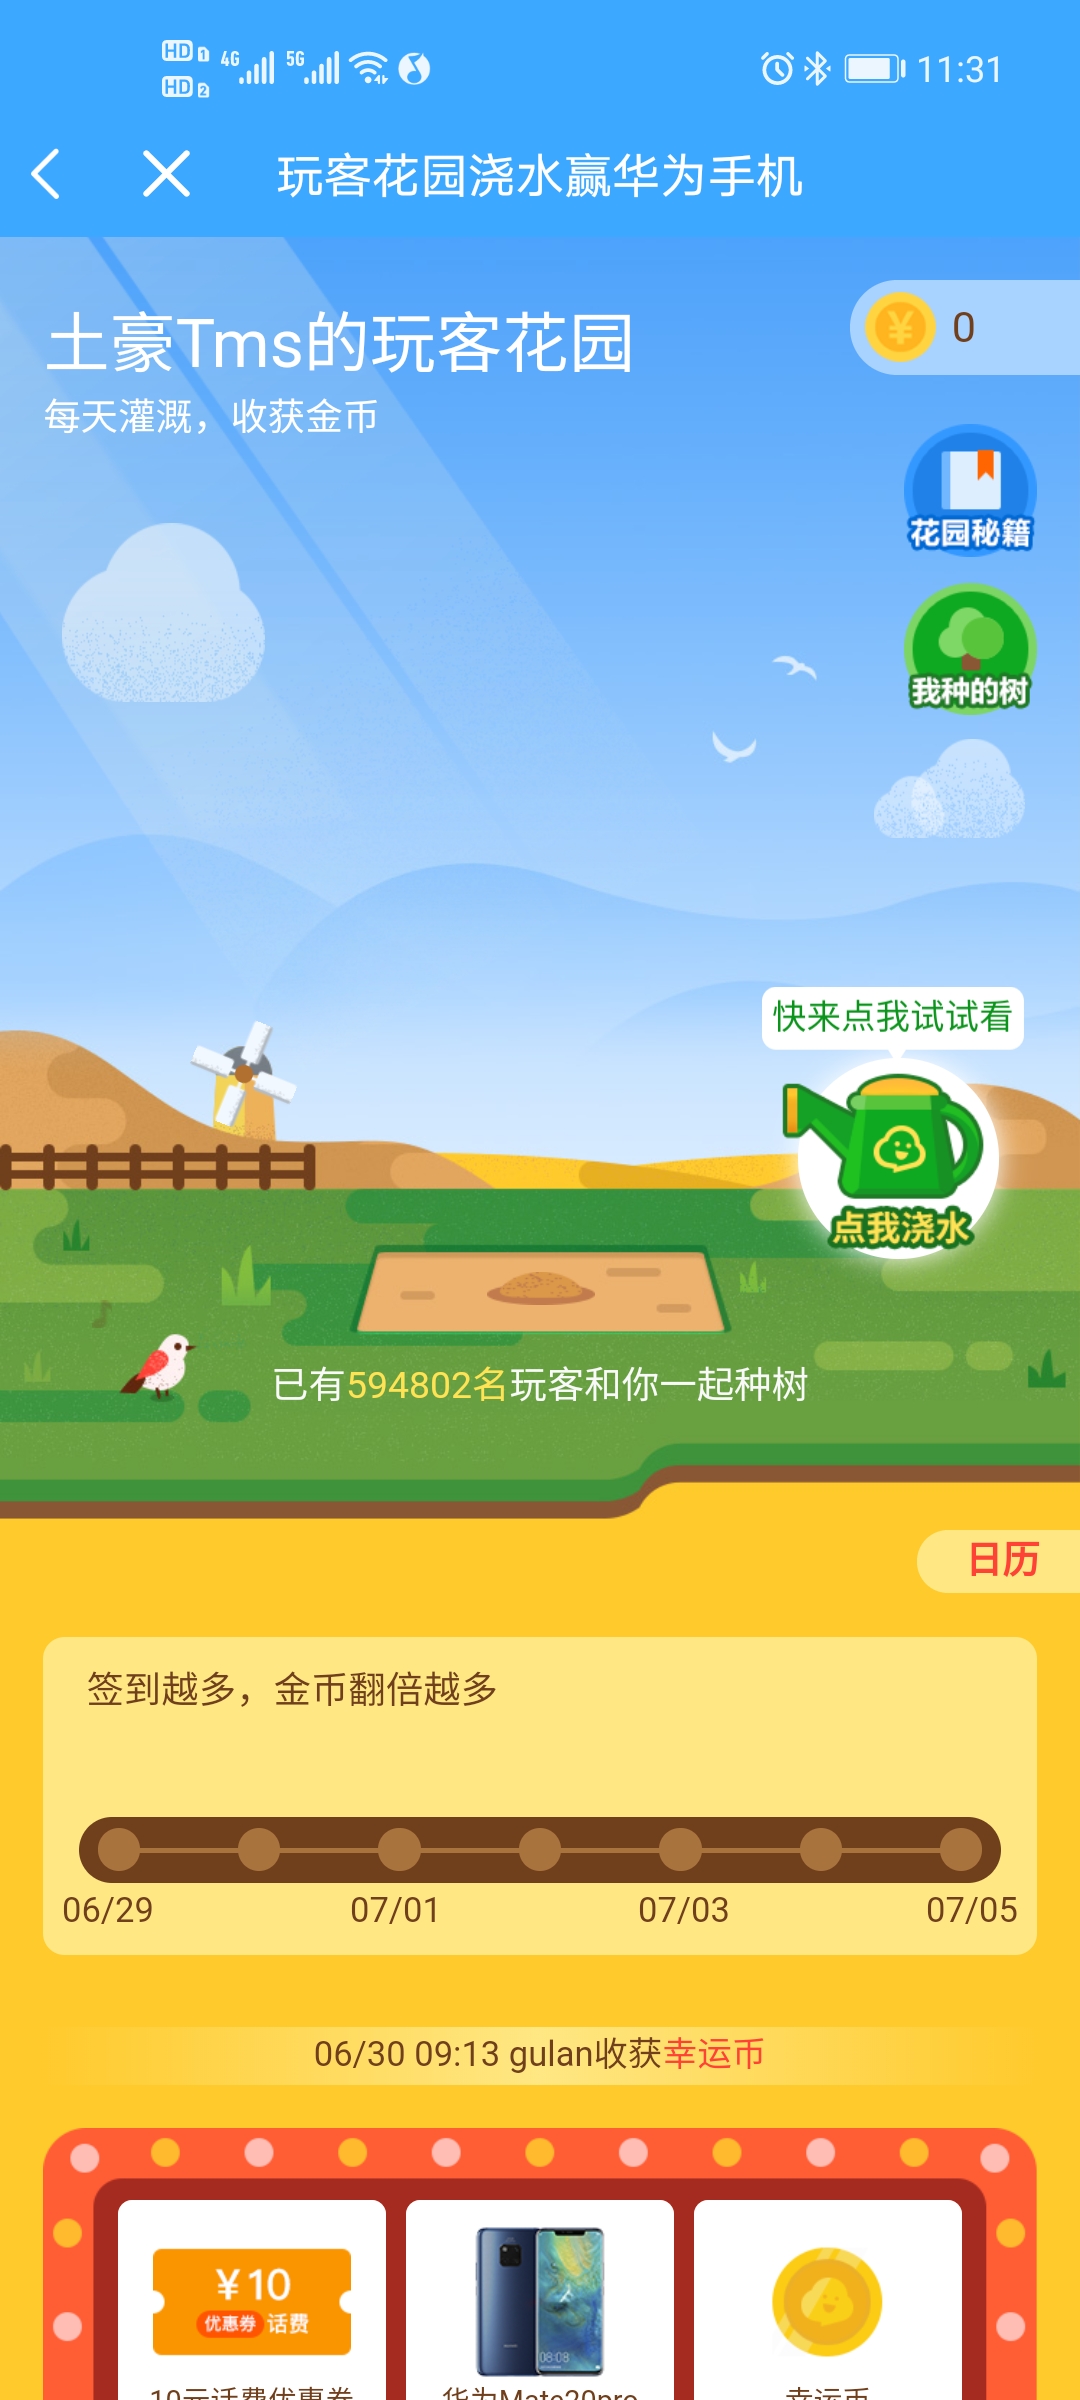 HD 1 4G 5G
HD 2
11:31
玩客花园浇水赢华为手机
土豪Tms的玩客花园
¥ 0
每天灌溉，收获金币
花园秘籍
我种的树
快来点我试试看
点我浇水
已有594802名玩客和你一起种树
日历
签到越多，金币翻倍越多
06/29 07/01 07/03 07/05
06/30 09:13 gulan收获幸运币
¥10
优惠券 话费
08:08
10元话费优惠券 华为Mate20pro 幸运币